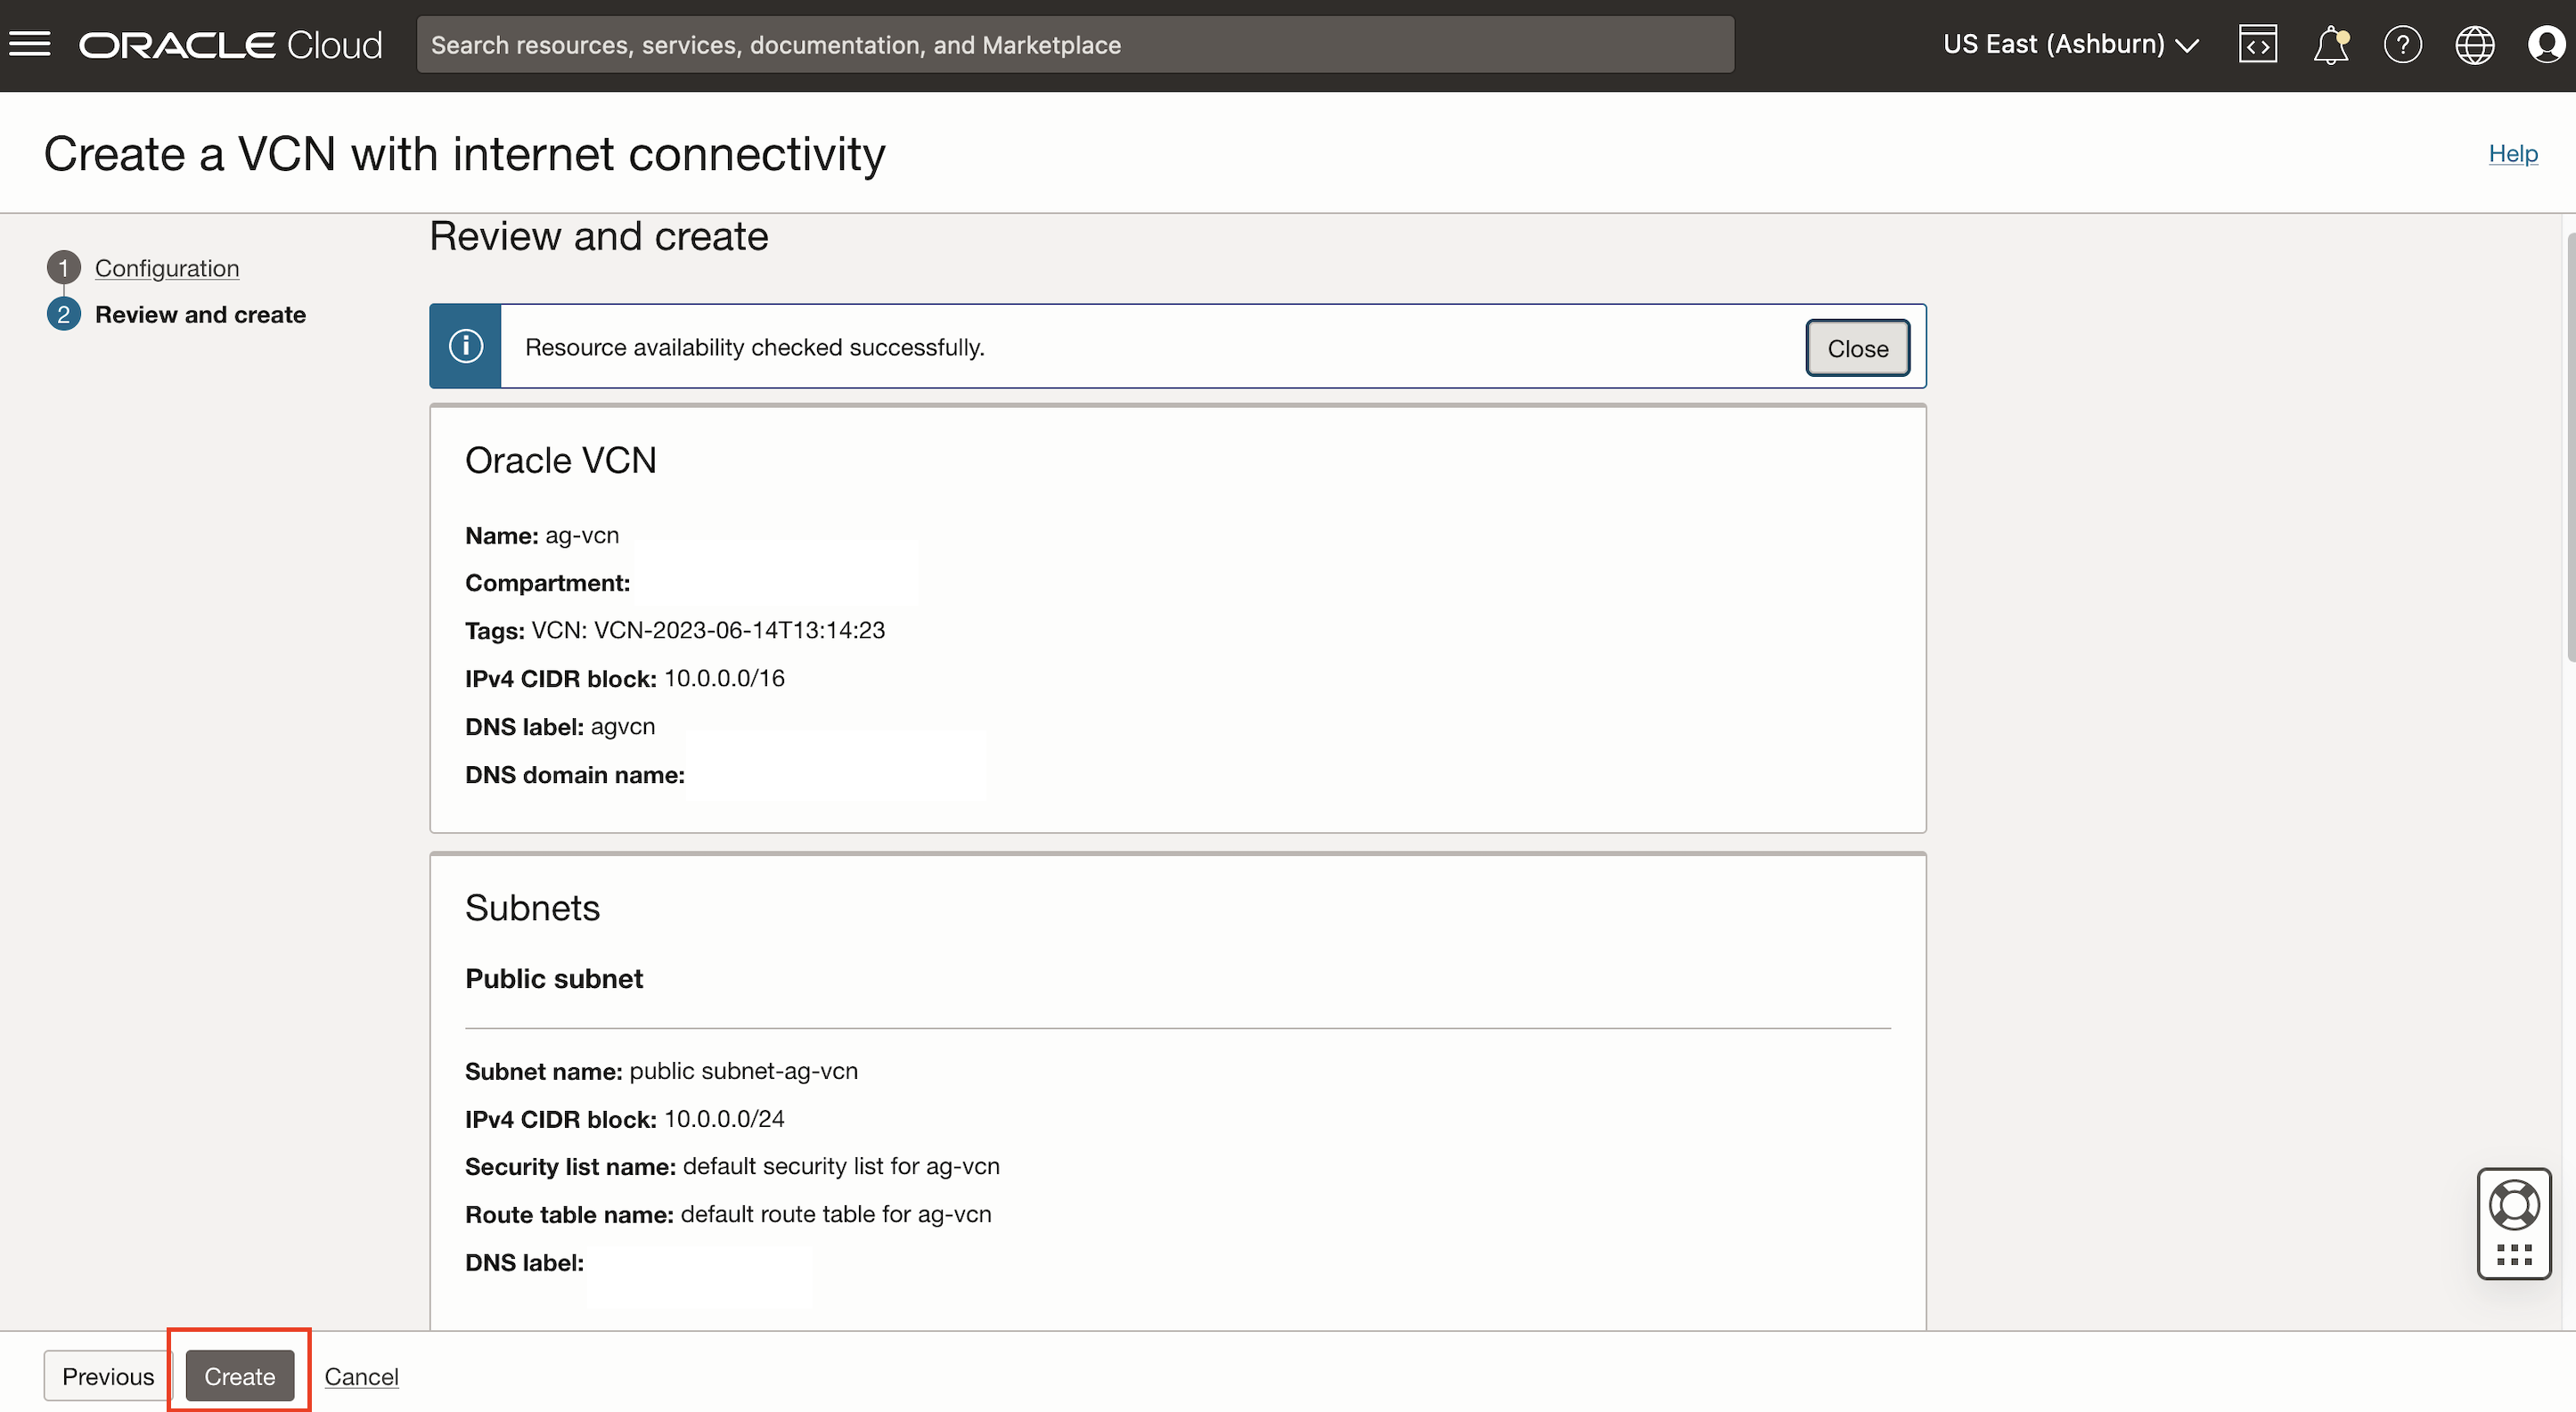 ORACLE Cloud
Search resources, services, documentation, and Marketplace
US East (Ashburn)
Create a VCN with internet connectivity
Help
1 Configuration
2 Review and create
Review and create
Resource availability checked successfully.
Close
Oracle VCN
Name: ag-vcn
Compartment:
Tags: VCN: VCN-2023-06-14T13:14:23
IPv4 CIDR block: 10.0.0.0/16
DNS label: agvcn
DNS domain name:
Subnets
Public subnet
Subnet name: public subnet-ag-vcn
IPv4 CIDR block: 10.0.0.0/24
Security list name: default security list for ag-vcn
Route table name: default route table for ag-vcn
DNS label:
Previous
Create
Cancel